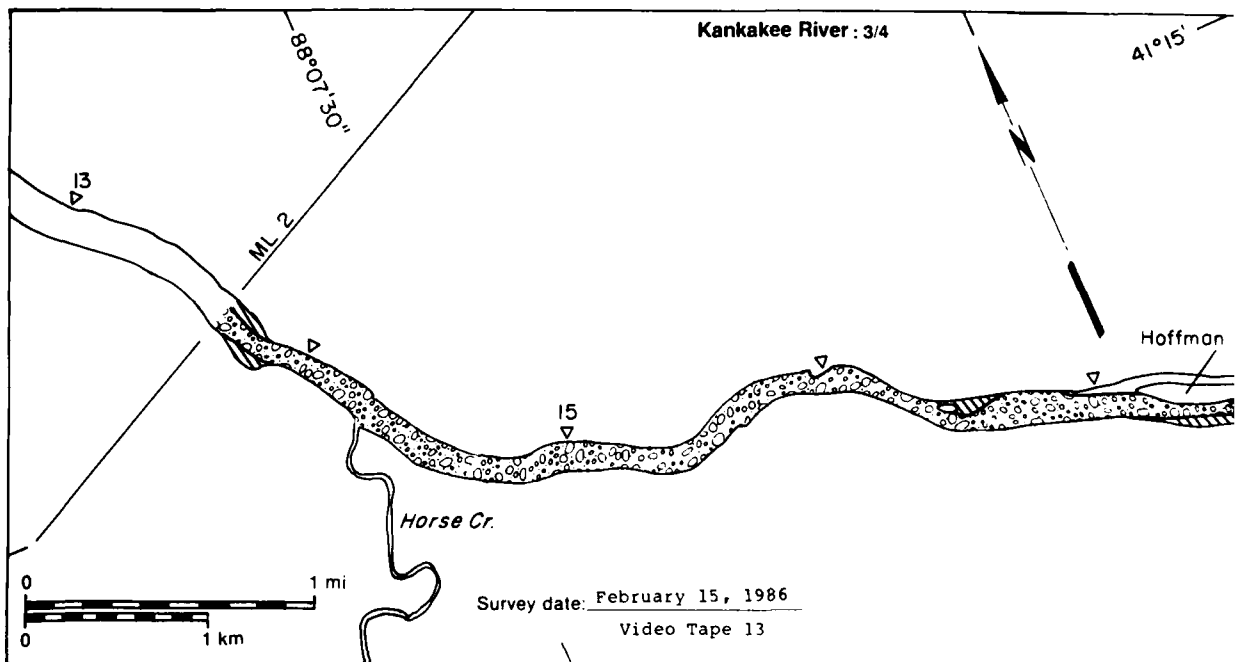 Kankakee River : 3/4
88°07'30"
41°15'
N
13
ML 2
Hoffman
15
Horse Cr.
0 1 mi
0 1 km
Survey date: February 15, 1986
Video Tape 13